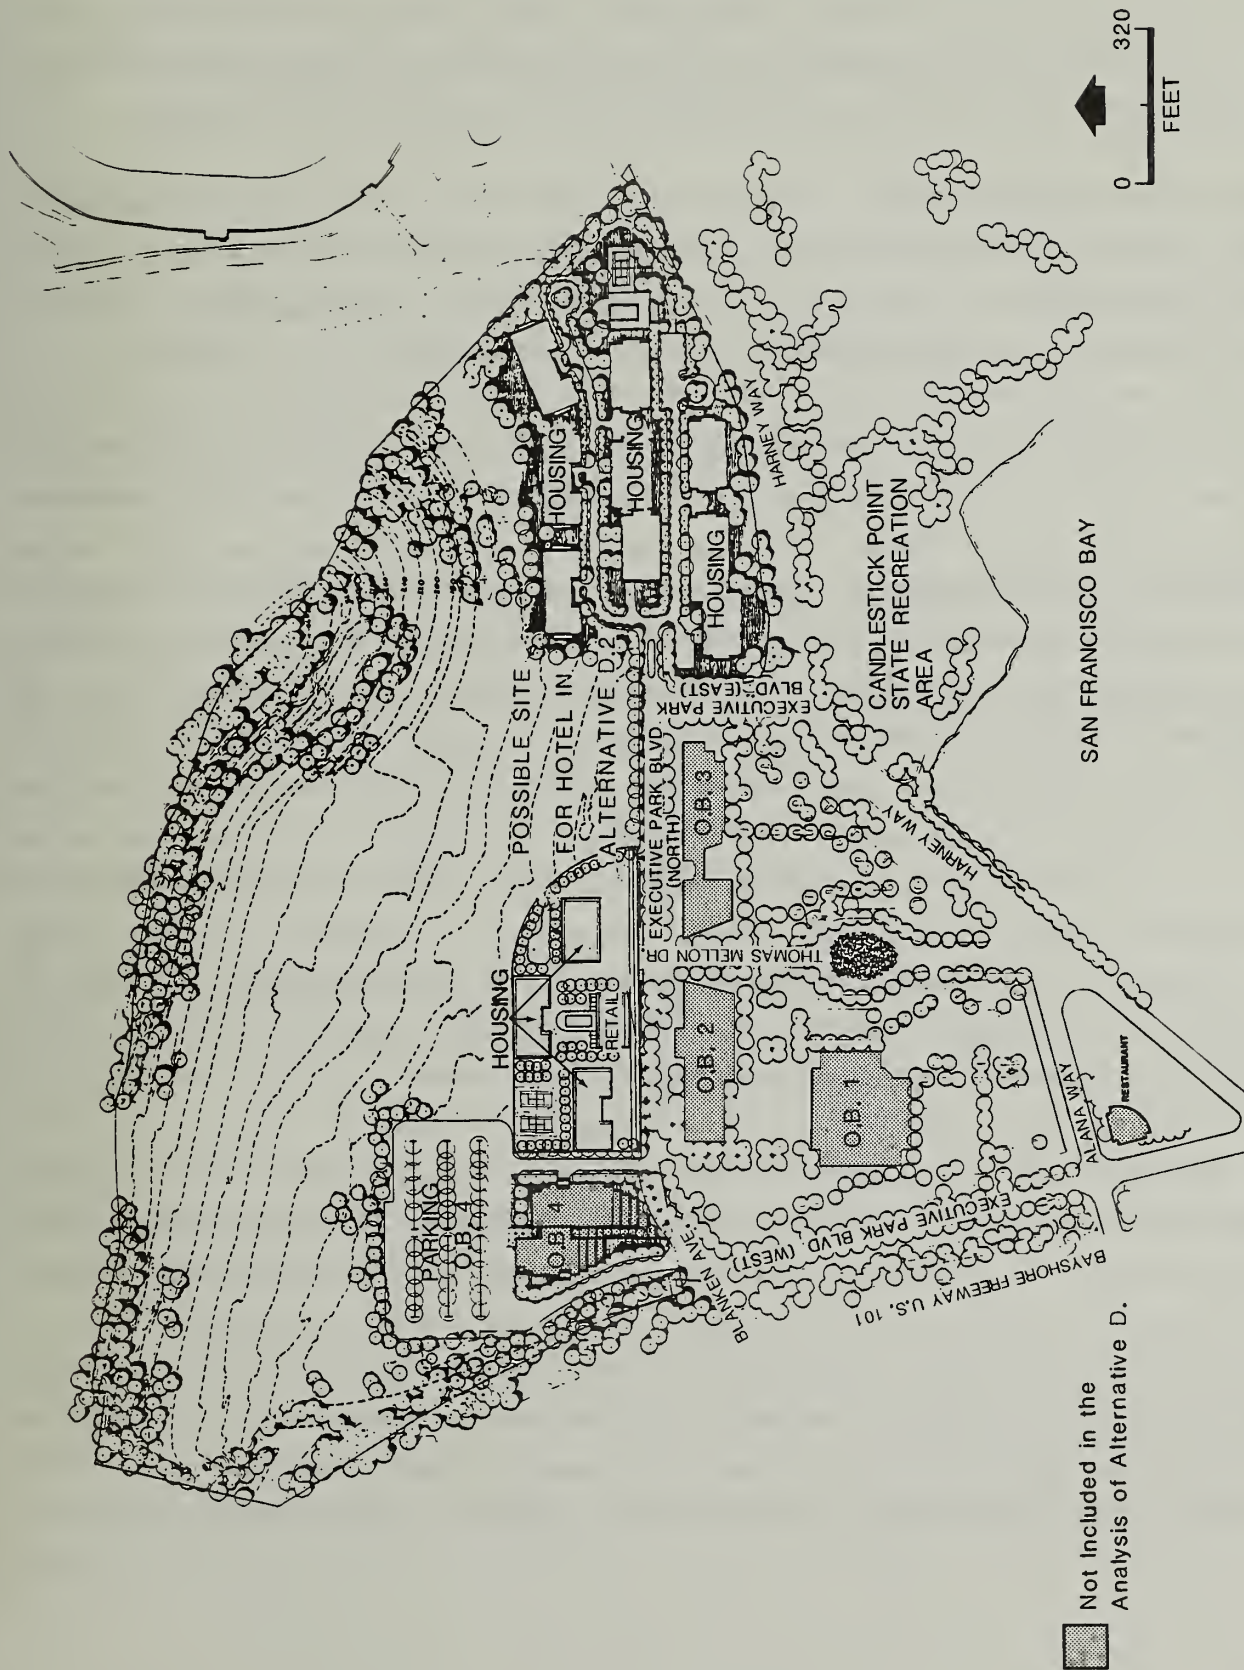 POSSIBLE SITE
FOR HOTEL IN
ALTERNATIVE D.2
HOUSING
HOUSING
HOUSING
HOUSING
RETAIL
PARKING
O.B. 4
O.B. 4
EXECUTIVE PARK BLVD
(NORTH)
EXECUTIVE PARK
BLVD (EAST)
O.B. 3
O.B. 2
O.B. 1
THOMAS MELLON DR.
HARNEY WAY
HARNEY WAY
CANDLESTICK POINT
STATE RECREATION
AREA
SAN FRANCISCO BAY
BLANKEN AVE.
EXECUTIVE PARK BLVD (WEST)
BAYSHORE FREEWAY U.S. 101
ALANA WAY
RESTAURANT
0 320
FEET
Not Included in the
Analysis of Alternative D.